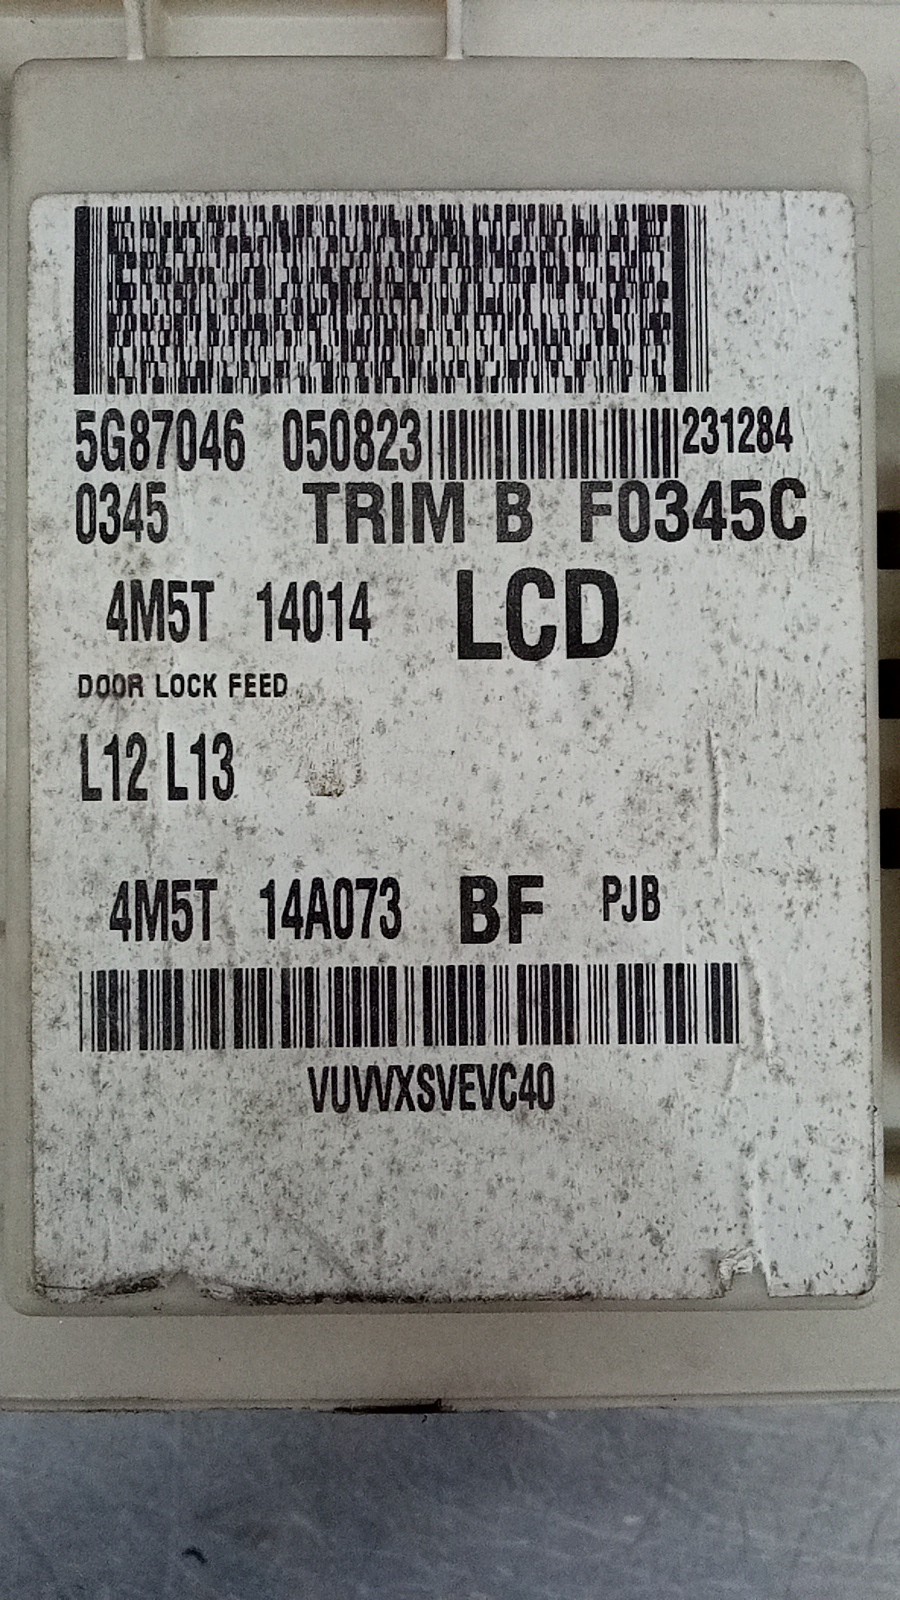 5G87046 050823 231284
0345 TRIM B F0345C
4M5T 14014 LCD
DOOR LOCK FEED
L12 L13
4M5T 14A073 BF PJB
VUVVXSVEVC40